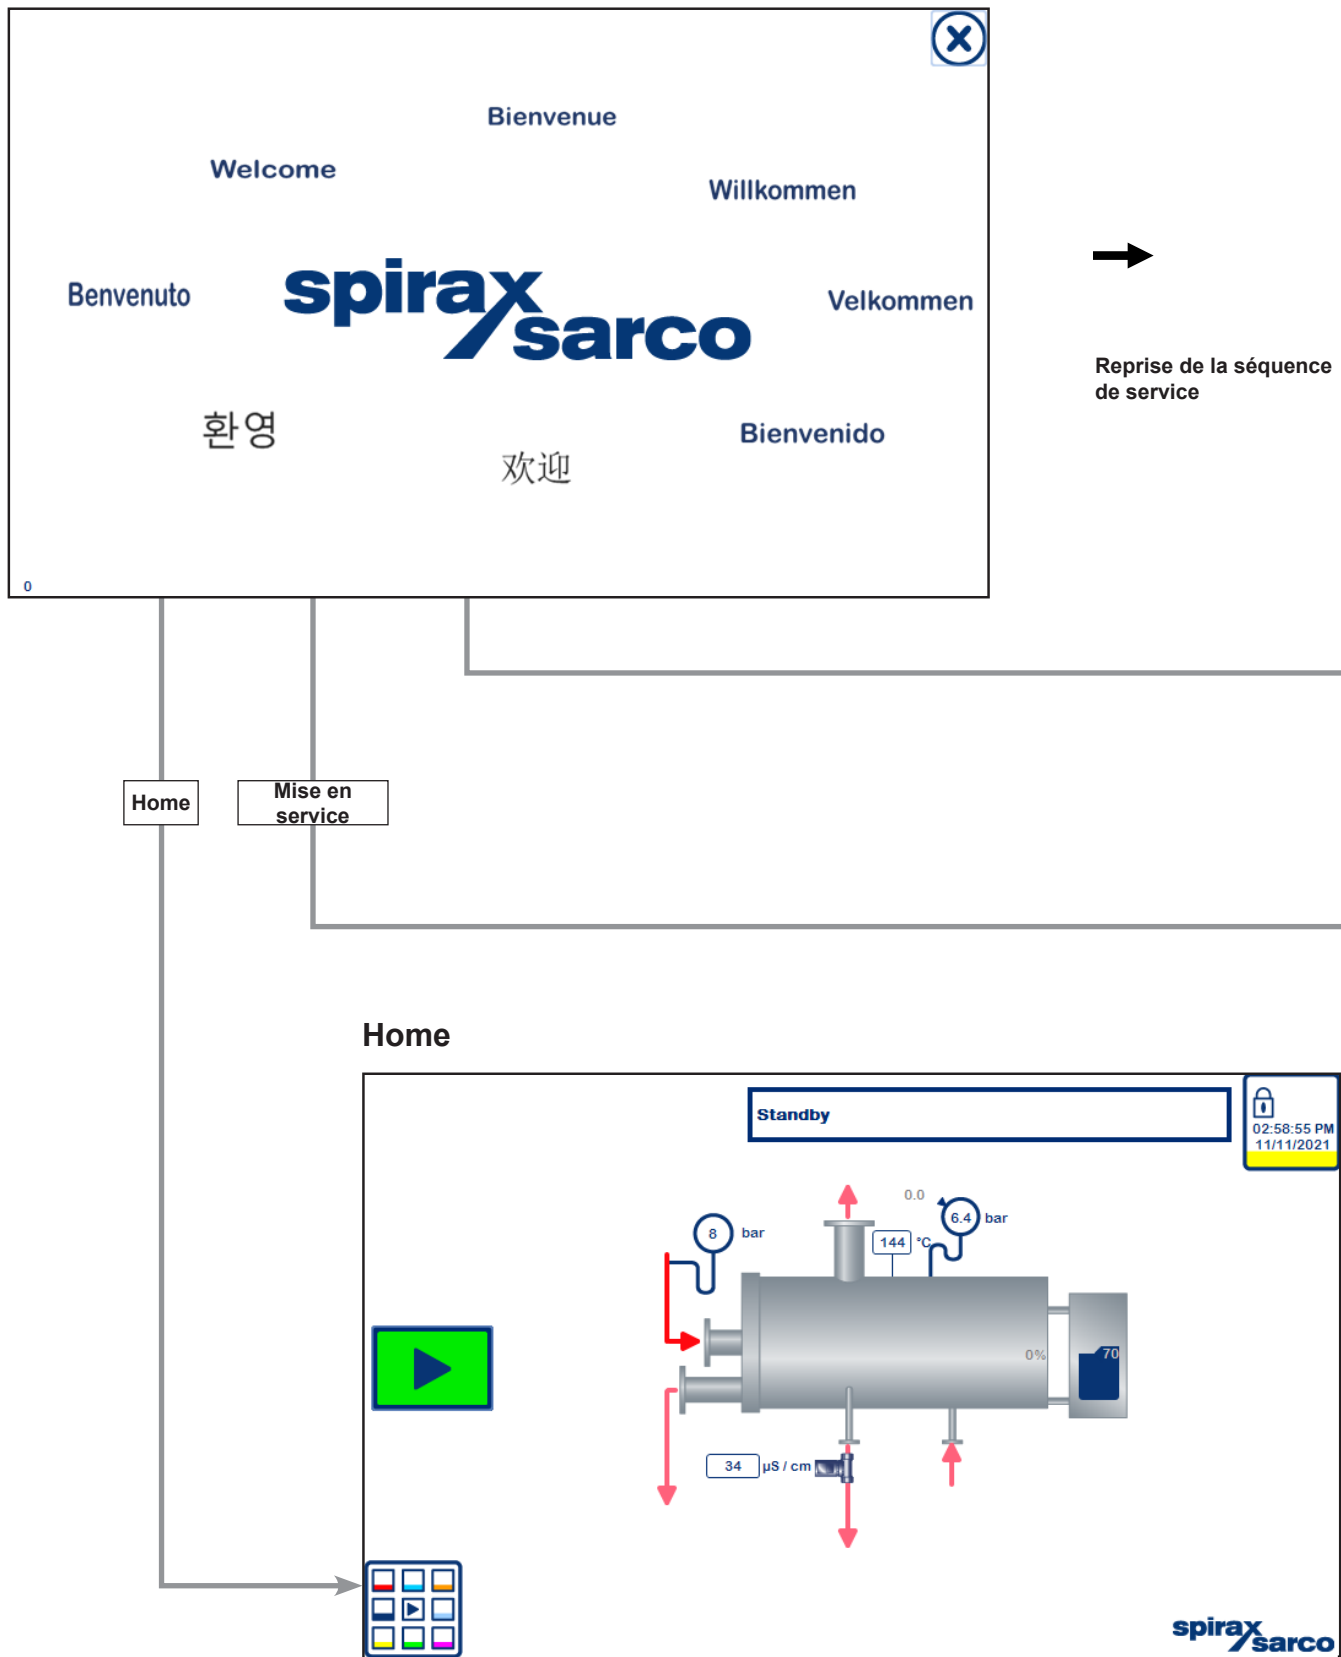 Bienvenue
Welcome
Willkommen
spirax
sarco
Benvenuto
Velkommen
환영
Bienvenido
欢迎
0
Reprise de la séquence
de service
Home
Mise en
service
Home
Standby
02:58:55 PM
11/11/2021
0.0
6.4 bar
8 bar
144 °C
0%
70
34 µS / cm
spirax
sarco